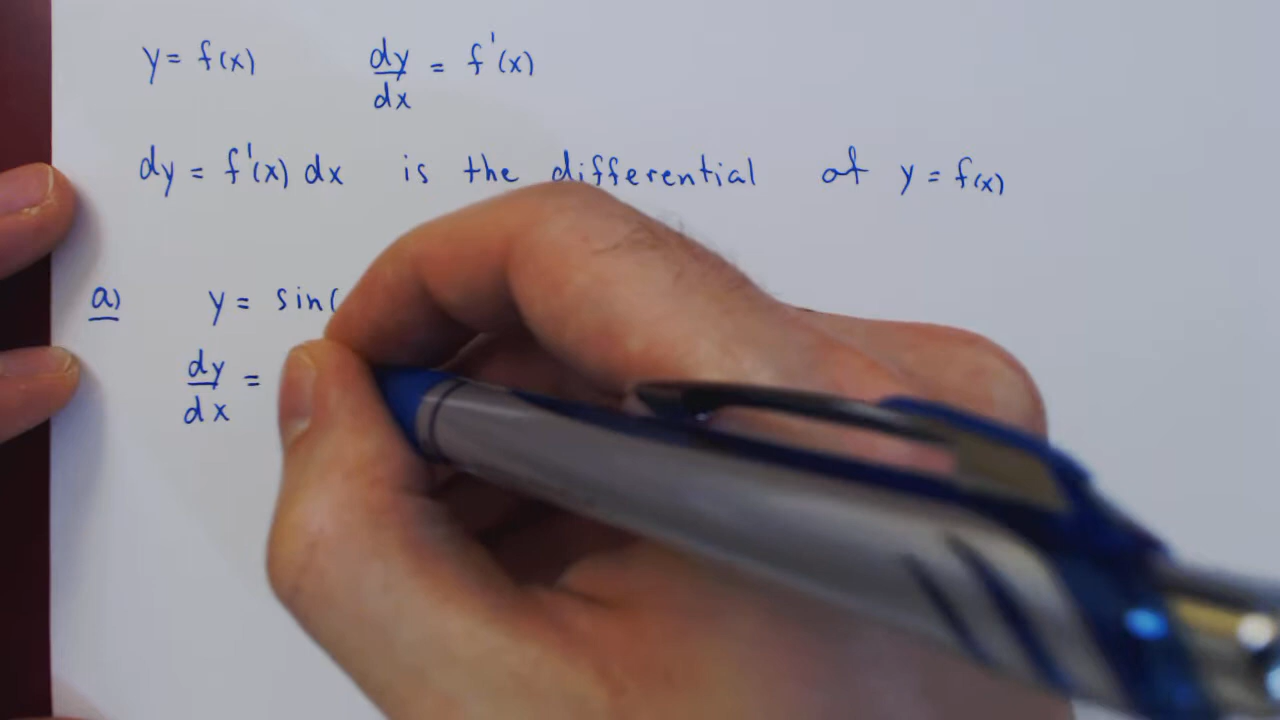 y = f(x) dy/dx = f'(x)
dy = f'(x) dx is the differential of y = f(x)
a) y = sin(
dy/dx =